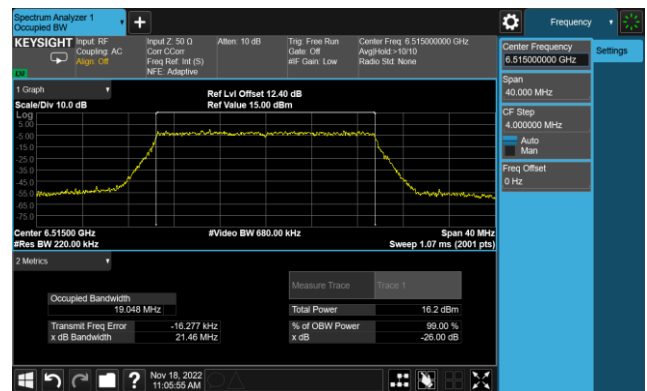 Spectrum Analyzer 1
Occupied BW
Frequency
KEYSIGHT
Input: RF
Coupling: AC
Align: Off
Input Z: 50 Ω
Corr CCorr
Freq Ref: Int (S)
NFE: Adaptive
Atten: 10 dB
Trig: Free Run
Gate: Off
#IF Gain: Low
Center Freq: 6.515000000 GHz
Avg|Hold:>10/10
Radio Std: None
Center Frequency
6.515000000 GHz
Settings
Span
40.000 MHz
CF Step
4.000000 MHz
Auto
Man
Freq Offset
0 Hz
1 Graph
Scale/Div 10.0 dB
Ref Lvl Offset 12.40 dB
Ref Value 15.00 dBm
Log
5.00
-5.00
-15.0
-25.0
-35.0
-45.0
-55.0
-65.0
-75.0
Center 6.51500 GHz
#Video BW 680.00 kHz
Span 40 MHz
#Res BW 220.00 kHz
Sweep 1.07 ms (2001 pts)
2 Metrics
Measure Trace
Trace 1
Occupied Bandwidth
19.048 MHz
Total Power
16.2 dBm
Transmit Freq Error
-16.277 kHz
% of OBW Power
99.00 %
x dB Bandwidth
21.46 MHz
x dB
-26.00 dB
?
Nov 18, 2022
11:05:55 AM